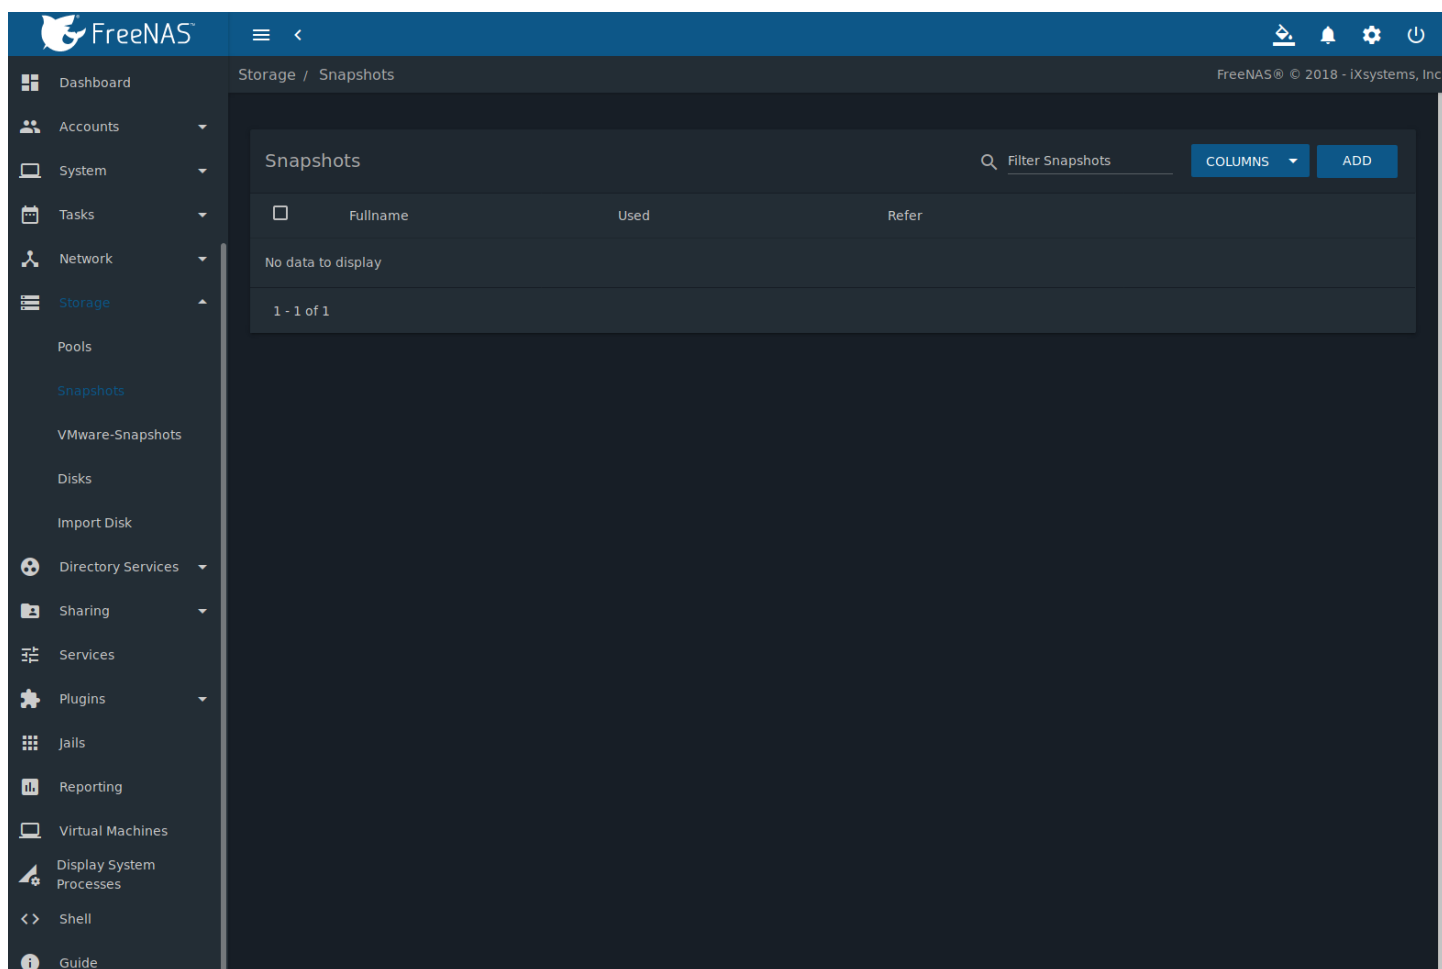 FreeNAS™
Storage / Snapshots
FreeNAS® © 2018 - iXsystems, Inc
Dashboard
Accounts
System
Tasks
Network
Storage
Pools
Snapshots
VMware-Snapshots
Disks
Import Disk
Directory Services
Sharing
Services
Plugins
Jails
Reporting
Virtual Machines
Display System
Processes
Shell
Guide
Snapshots
Filter Snapshots
COLUMNS
ADD
Fullname Used Refer
No data to display
1 - 1 of 1